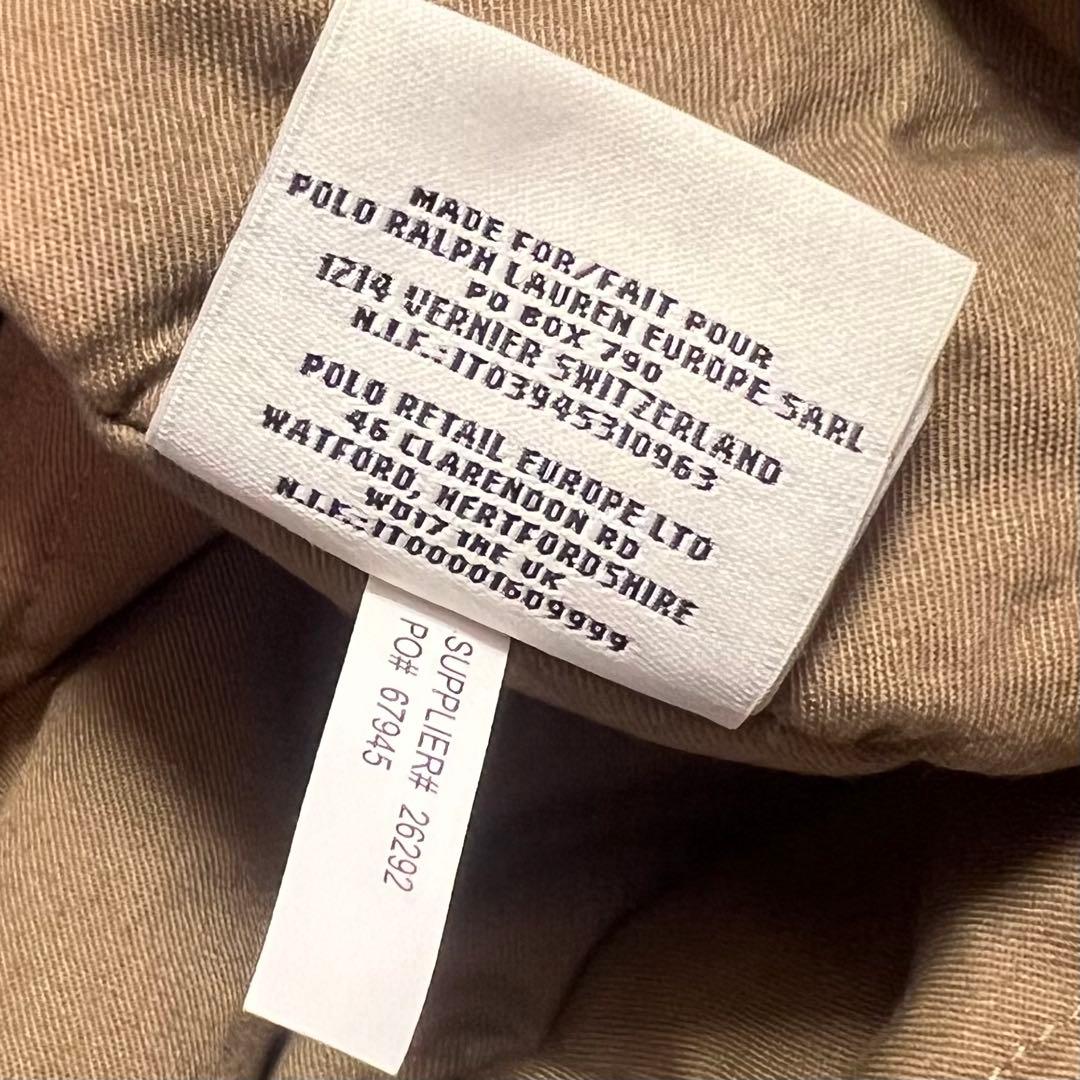 MADE FOR/FAIT POUR
POLO RALPH LAUREN EUROPE SARL
PO BOX 790
1214 VERNIER SWITZERLAND
N.I.F.:IT03945310963
POLO RETAIL EUROPE LTD
46 CLARENDON RD
WATFORD, HERTFORDSHIRE
WD17 1HE UK
N.I.F.:IT00001609999
SUPPLIER# 26292
PO# 67945